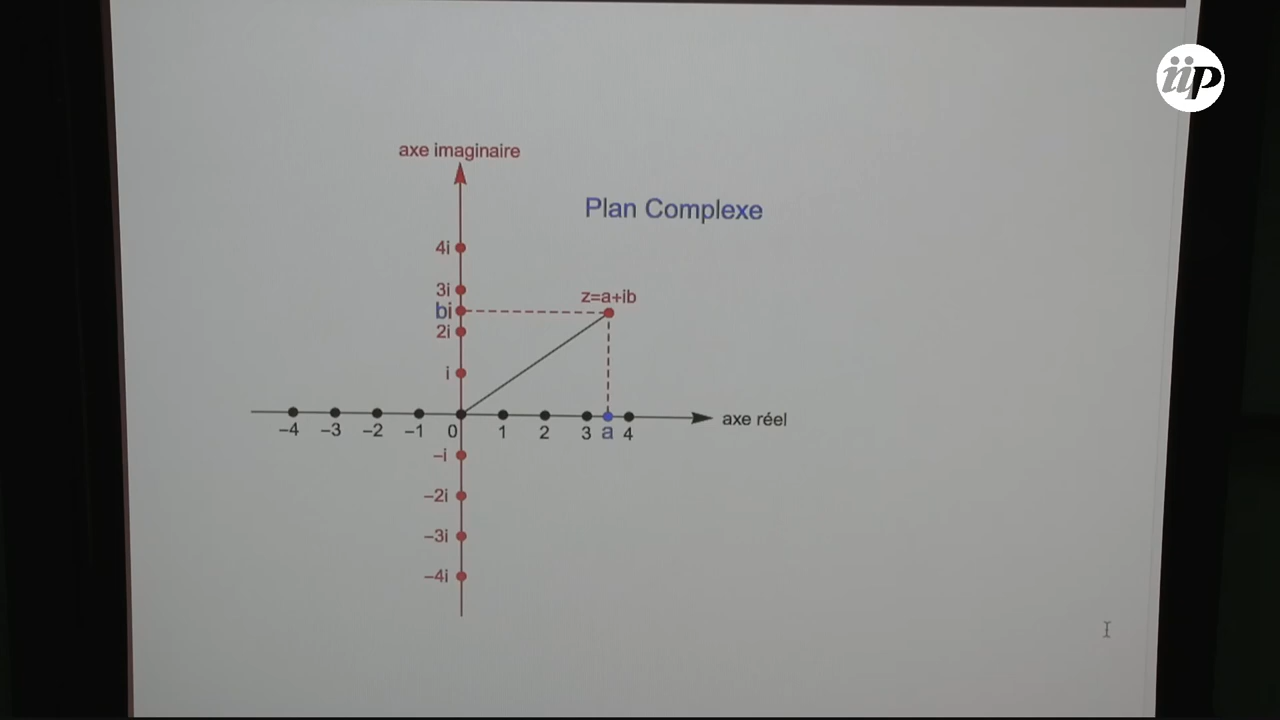 iip
axe imaginaire
Plan Complexe
4i
3i
z=a+ib
bi
2i
i
axe réel
−4 −3 −2 −1 0 1 2 3 a 4
−i
−2i
−3i
−4i